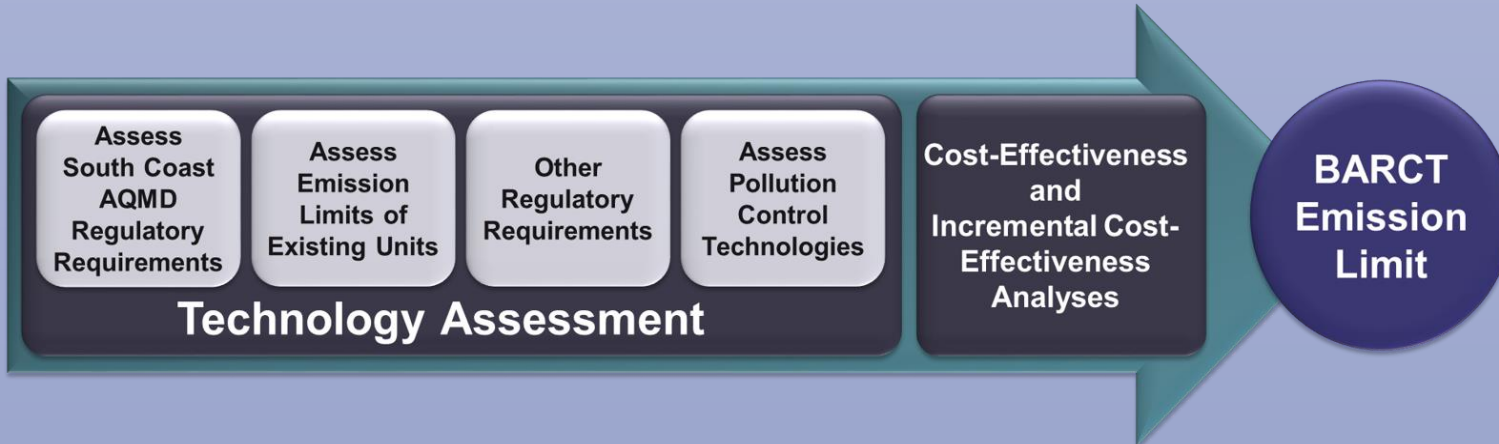 Assess
South Coast
AQMD
Regulatory
Requirements
Assess
Emission
Limits of
Existing Units
Other
Regulatory
Requirements
Assess
Pollution
Control
Technologies
Technology Assessment
Cost-Effectiveness
and
Incremental Cost-
Effectiveness
Analyses
BARCT
Emission
Limit